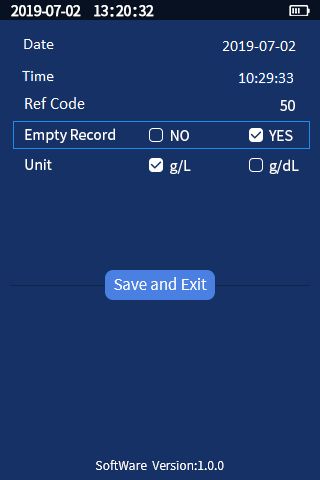 2019-07-02 13:20:32
Date 2019-07-02
Time 10:29:33
Ref Code 50
Empty Record NO YES
Unit g/L g/dL
Save and Exit
SoftWare Version:1.0.0